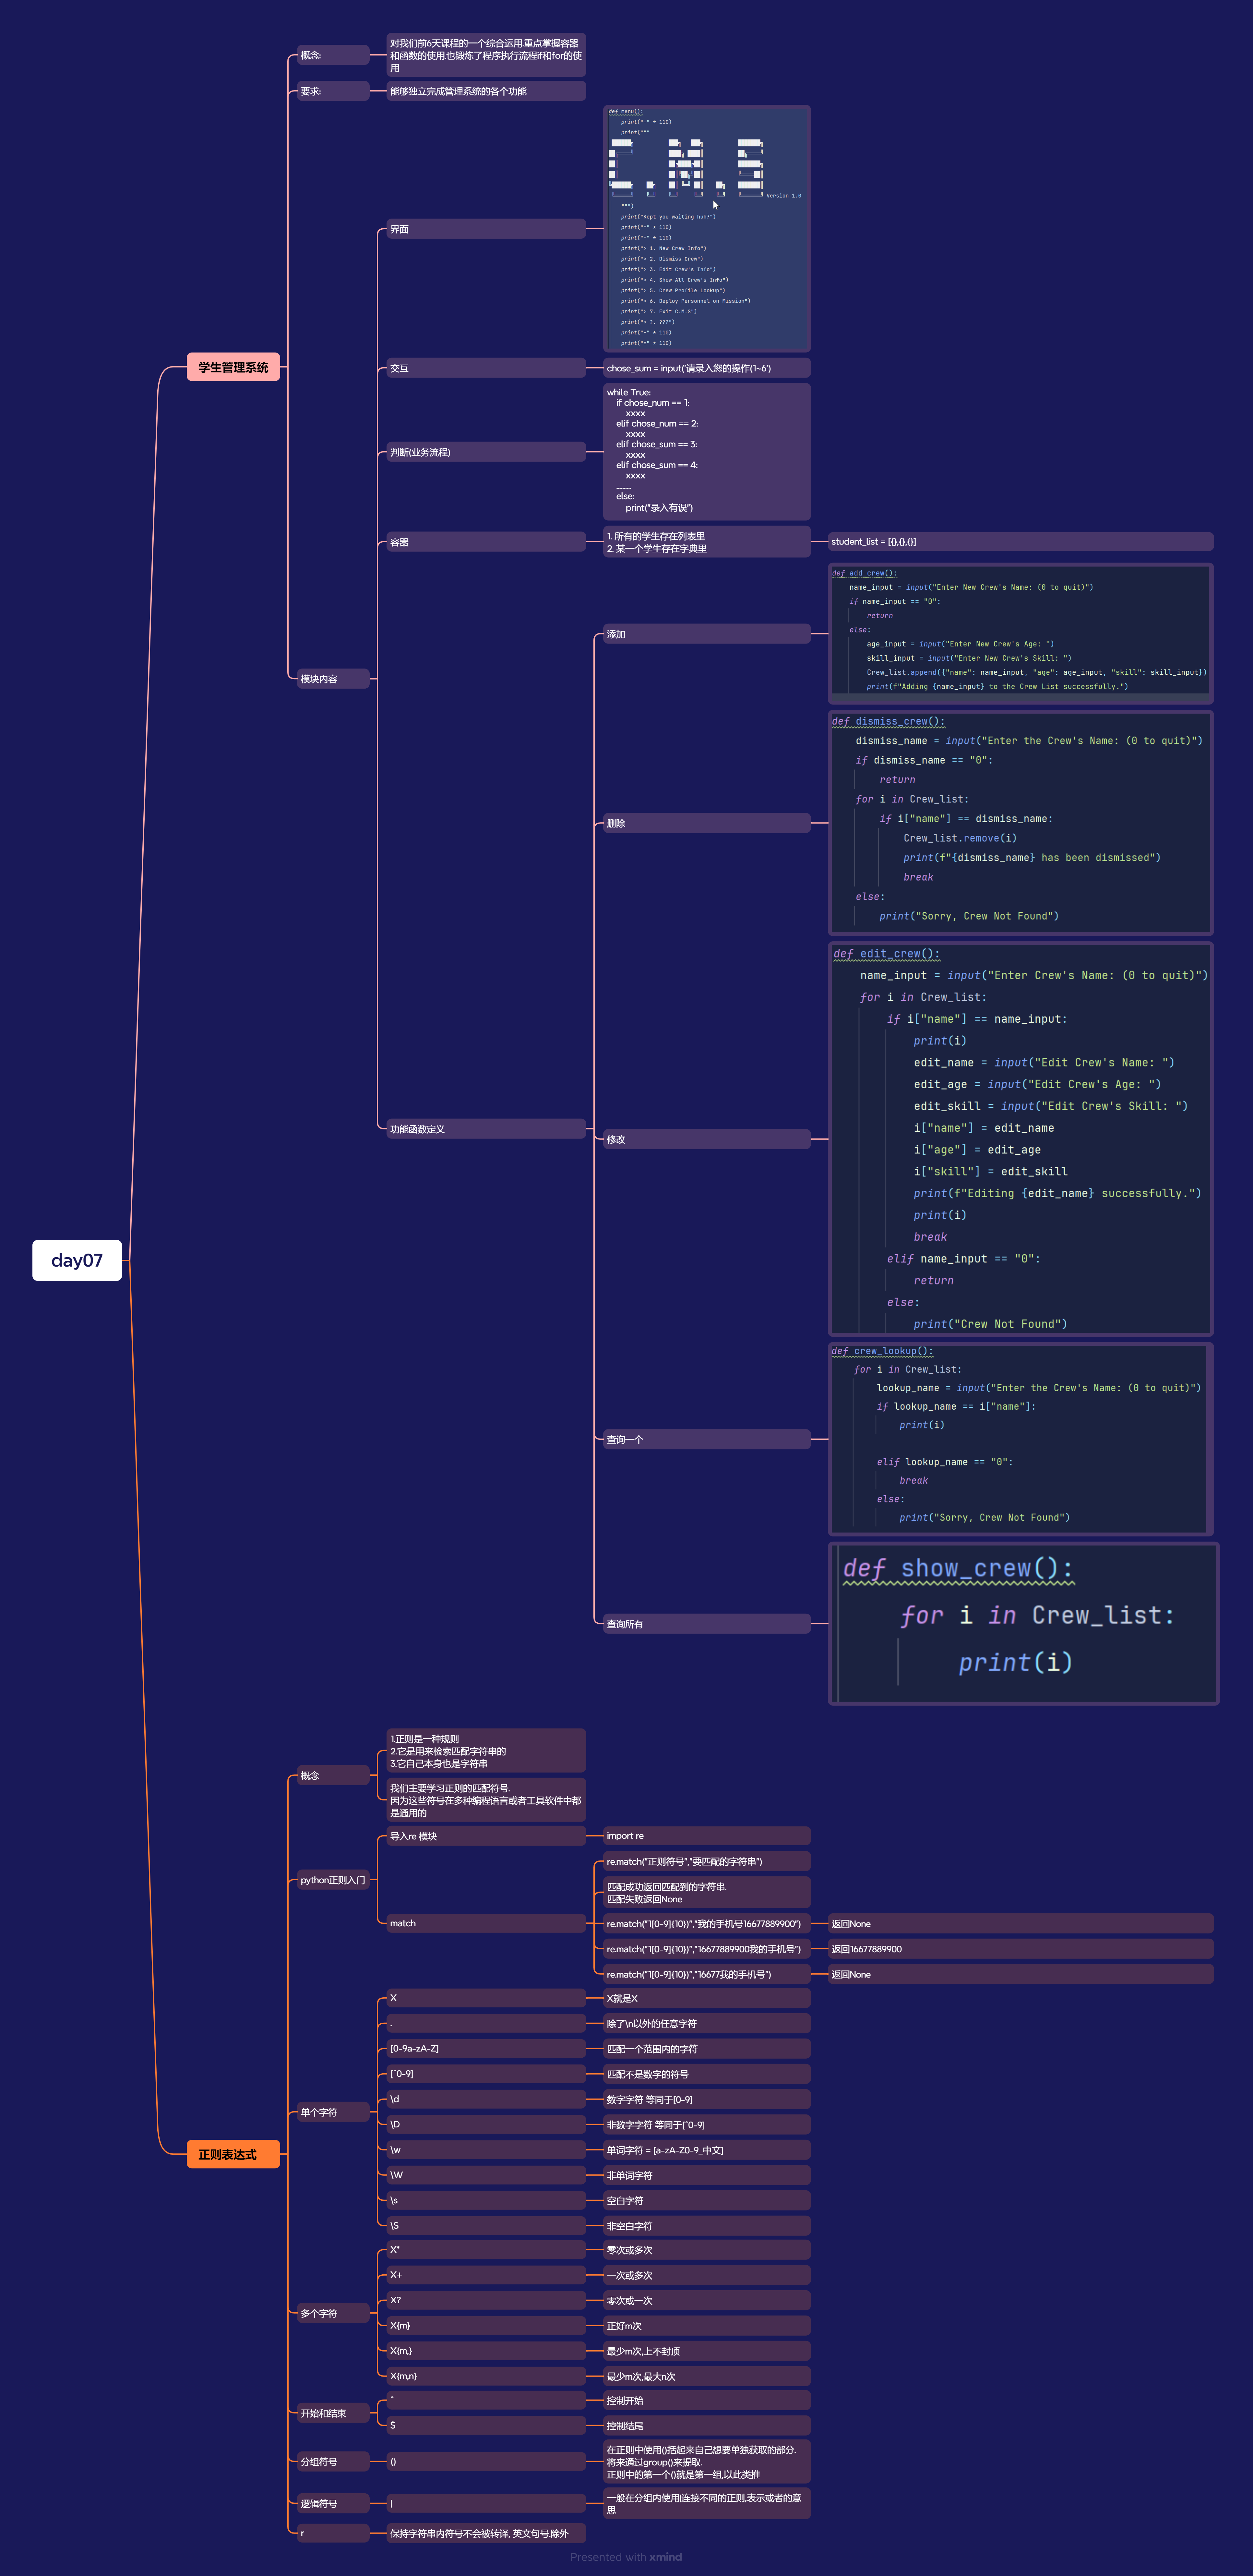 day07
学生管理系统
概念:
对我们前6天课程的一个综合运用.重点掌握容器
和函数的使用.也锻炼了程序执行流程if和for的使
用
要求:
能够独立完成管理系统的各个功能
模块内容
界面
def menu():
print("-" * 110)
print("""
Version 1.0
""")
print("Kept you waiting huh?")
print("=" * 110)
print("-" * 110)
print("> 1. New Crew Info")
print("> 2. Dismiss Crew")
print("> 3. Edit Crew's Info")
print("> 4. Show All Crew's Info")
print("> 5. Crew Profile Lookup")
print("> 6. Deploy Personnel on Mission")
print("> 7. Exit C.M.S")
print("> ?. ???")
print("-" * 110)
print("=" * 110)
交互
chose_sum = input('请录入您的操作(1~6')
判断(业务流程)
while True:
if chose_num == 1:
xxxx
elif chose_num == 2:
xxxx
elif chose_sum == 3:
xxxx
elif chose_sum == 4:
xxxx
else:
print("录入有误")
容器
1. 所有的学生存在列表里
2. 某一个学生存在字典里
student_list = [{},{},{}]
功能函数定义
添加
def add_crew():
name_input = input("Enter New Crew's Name: (0 to quit)")
if name_input == "0":
return
else:
age_input = input("Enter New Crew's Age: ")
skill_input = input("Enter New Crew's Skill: ")
Crew_list.append({"name": name_input, "age": age_input, "skill": skill_input})
print(f"Adding {name_input} to the Crew List successfully.")
删除
def dismiss_crew():
dismiss_name = input("Enter the Crew's Name: (0 to quit)")
if dismiss_name == "0":
return
for i in Crew_list:
if i["name"] == dismiss_name:
Crew_list.remove(i)
print(f"{dismiss_name} has been dismissed")
break
else:
print("Sorry, Crew Not Found")
修改
def edit_crew():
name_input = input("Enter Crew's Name: (0 to quit)")
for i in Crew_list:
if i["name"] == name_input:
print(i)
edit_name = input("Edit Crew's Name: ")
edit_age = input("Edit Crew's Age: ")
edit_skill = input("Edit Crew's Skill: ")
i["name"] = edit_name
i["age"] = edit_age
i["skill"] = edit_skill
print(f"Editing {edit_name} successfully.")
print(i)
break
elif name_input == "0":
return
else:
print("Crew Not Found")
查询一个
def crew_lookup():
for i in Crew_list:
lookup_name = input("Enter the Crew's Name: (0 to quit)")
if lookup_name == i["name"]:
print(i)
elif lookup_name == "0":
break
else:
print("Sorry, Crew Not Found")
查询所有
def show_crew():
for i in Crew_list:
print(i)
正则表达式
概念
1.正则是一种规则
2.它是用来检索匹配字符串的
3.它自己本身也是字符串
我们主要学习正则的匹配符号.
因为这些符号在多种编程语言或者工具软件中都
是通用的
python正则入门
导入re 模块
import re
match
re.match("正则符号","要匹配的字符串")
匹配成功返回匹配到的字符串.
匹配失败返回None
re.match("1[0-9]{10})","我的手机号16677889900")
返回None
re.match("1[0-9]{10})","16677889900我的手机号")
返回16677889900
re.match("1[0-9]{10})","16677我的手机号")
返回None
单个字符
X
X就是X
.
除了\n以外的任意字符
[0-9a-zA-Z]
匹配一个范围内的字符
[^0-9]
匹配不是数字的符号
\d
数字字符 等同于[0-9]
\D
非数字字符 等同于[^0-9]
\w
单词字符 = [a-zA-Z0-9_中文]
\W
非单词字符
\s
空白字符
\S
非空白字符
多个字符
X*
零次或多次
X+
一次或多次
X?
零次或一次
X{m}
正好m次
X{m,}
最少m次,上不封顶
X{m,n}
最少m次,最大n次
开始和结束
^
控制开始
$
控制结尾
分组符号
()
在正则中使用()括起来自己想要单独获取的部分.
将来通过group()来提取.
正则中的第一个()就是第一组,以此类推
逻辑符号
|
一般在分组内使用|连接不同的正则,表示或者的意
思
r
保持字符串内符号不会被转译, 英文句号.除外
Presented with xmind